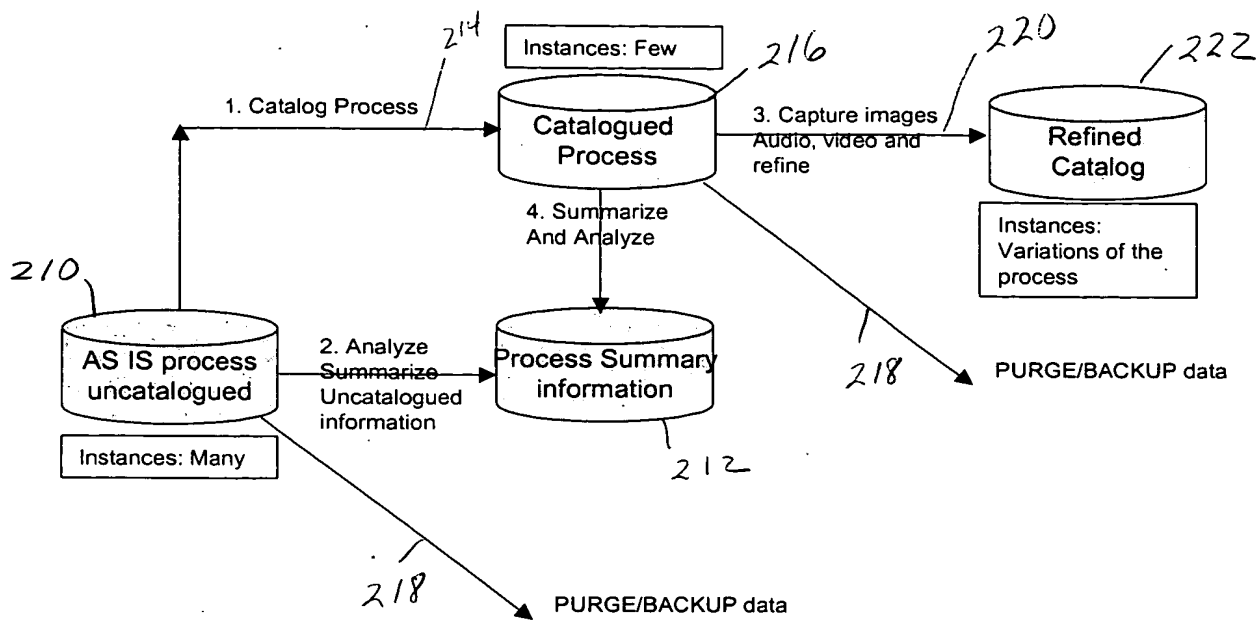 214
Instances: Few
216
220
222
1. Catalog Process
Catalogued
Process
3. Capture images
Audio, video and
refine
Refined
Catalog
4. Summarize
And Analyze
Instances:
Variations of the
process
210
AS IS process
uncatalogued
2. Analyze
Summarize
Uncatalogued
information
Process Summary
information
218
PURGE/BACKUP data
Instances: Many
212
218
PURGE/BACKUP data